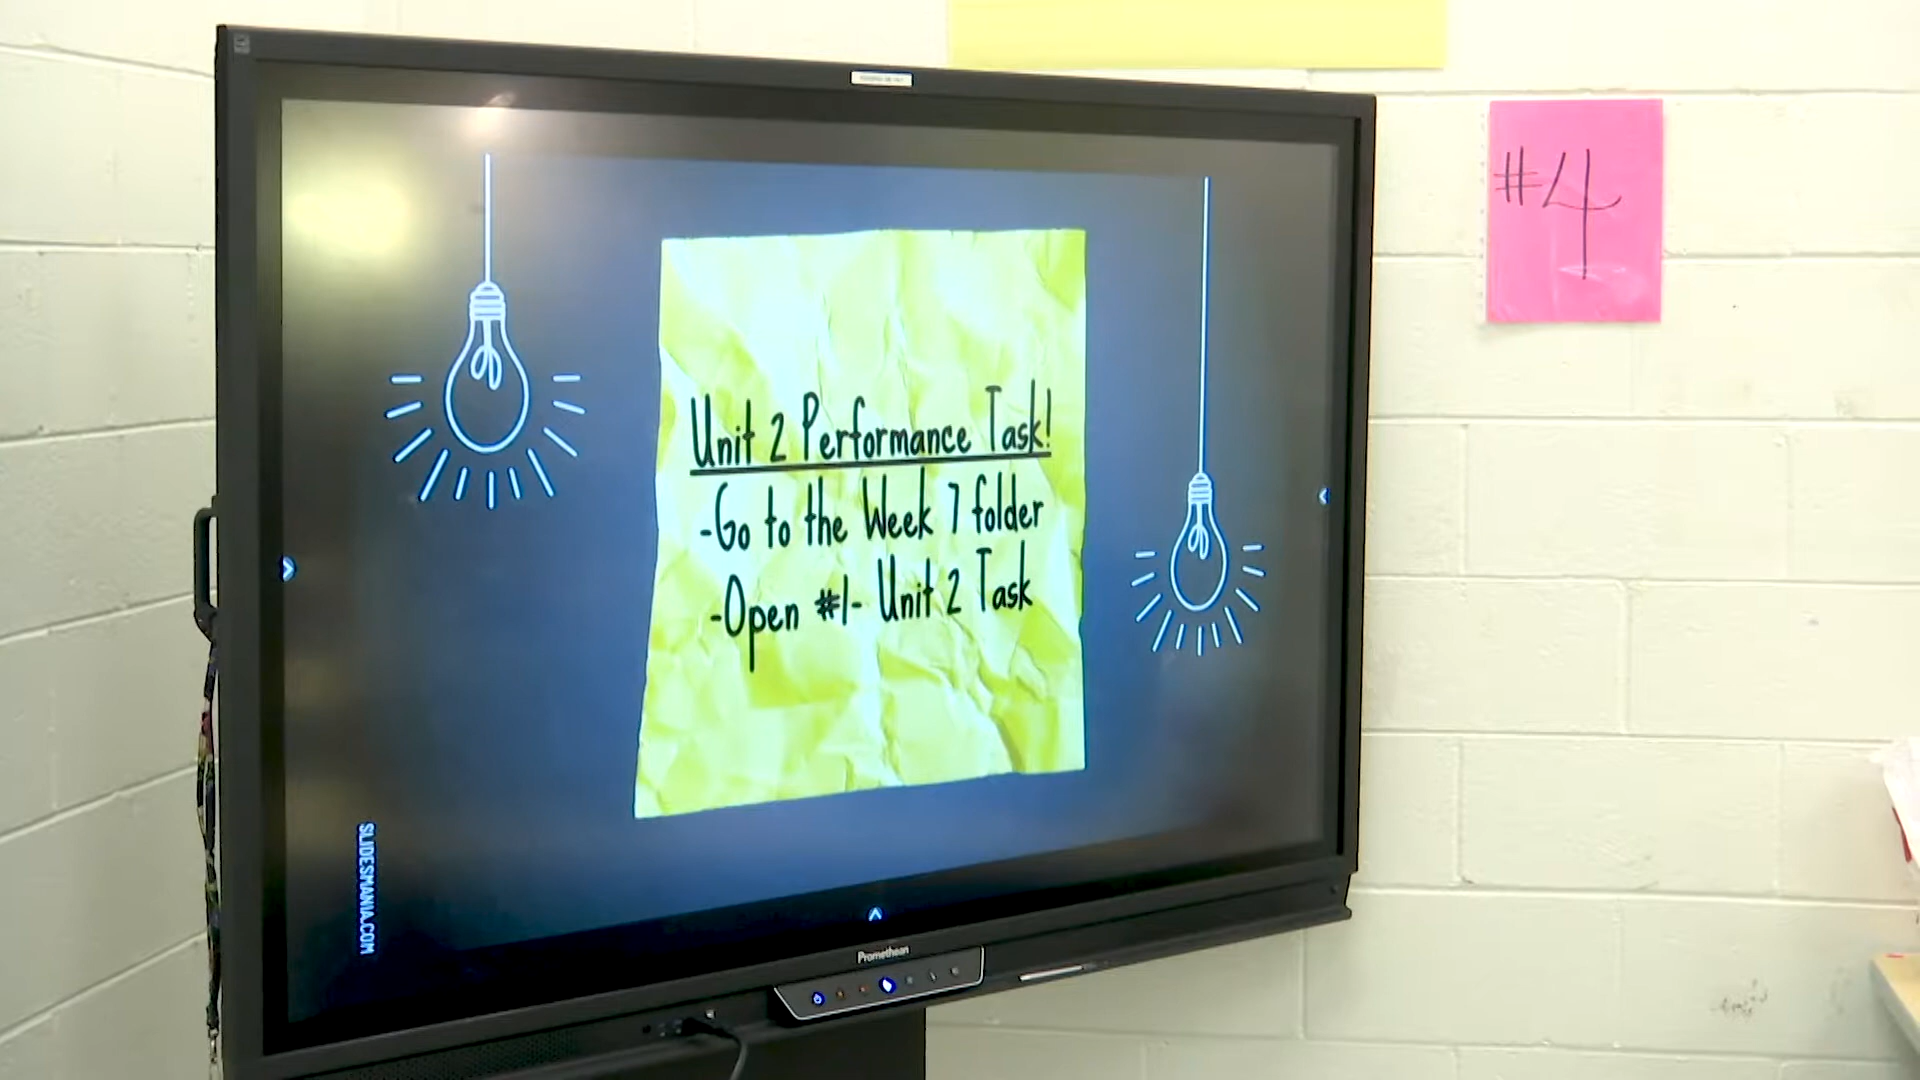 #4
Unit 2 Performance Task!
-Go to the Week 7 folder
-Open #1- Unit 2 Task
SLIDESMANIA.COM
Promethean